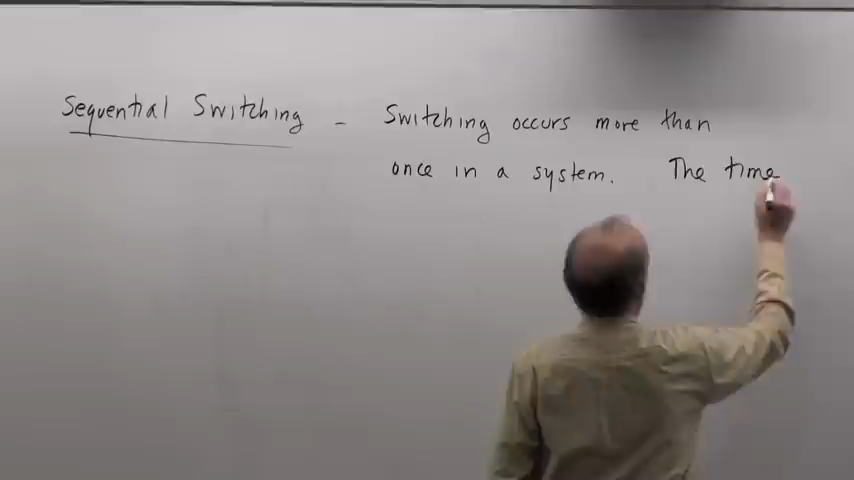 Sequential Switching - Switching occurs more than
once in a system. The time